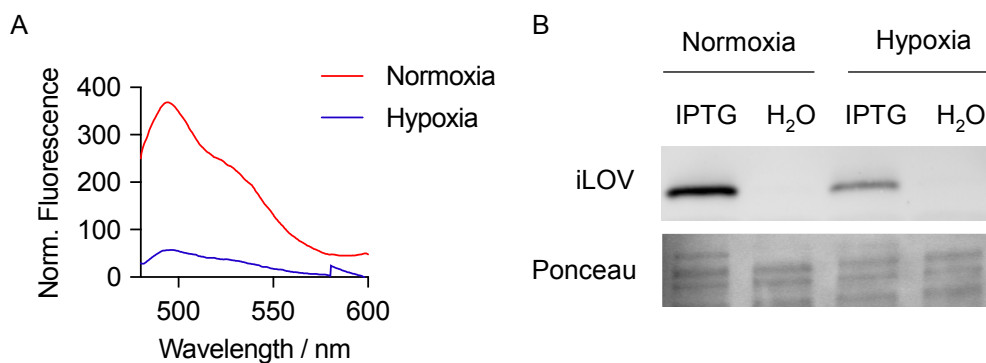 A
Norm. Fluorescence
400
300
200
100
0
500
550
600
Wavelength / nm
Normoxia
Hypoxia
B
Normoxia Hypoxia
IPTG H₂O IPTG H₂O
iLOV
Ponceau